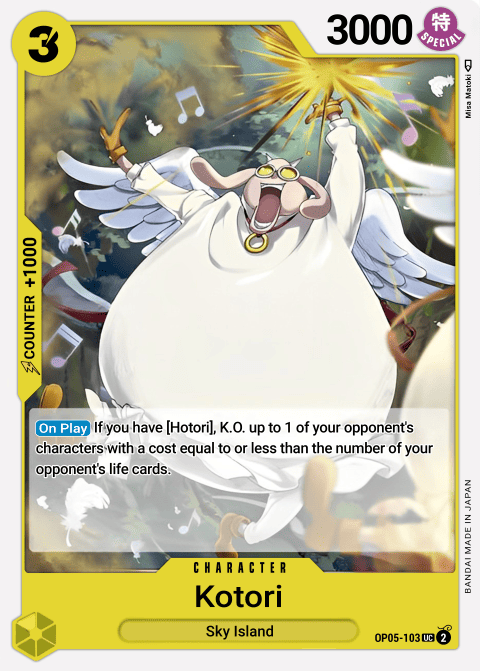 3
3000
特
SPECIAL
Misa Matoki
COUNTER +1000
On Play If you have [Hotori], K.O. up to 1 of your opponent's
characters with a cost equal to or less than the number of your
opponent's life cards.
BANDAI MADE IN JAPAN
CHARACTER
Kotori
Sky Island
OP05-103 UC 2